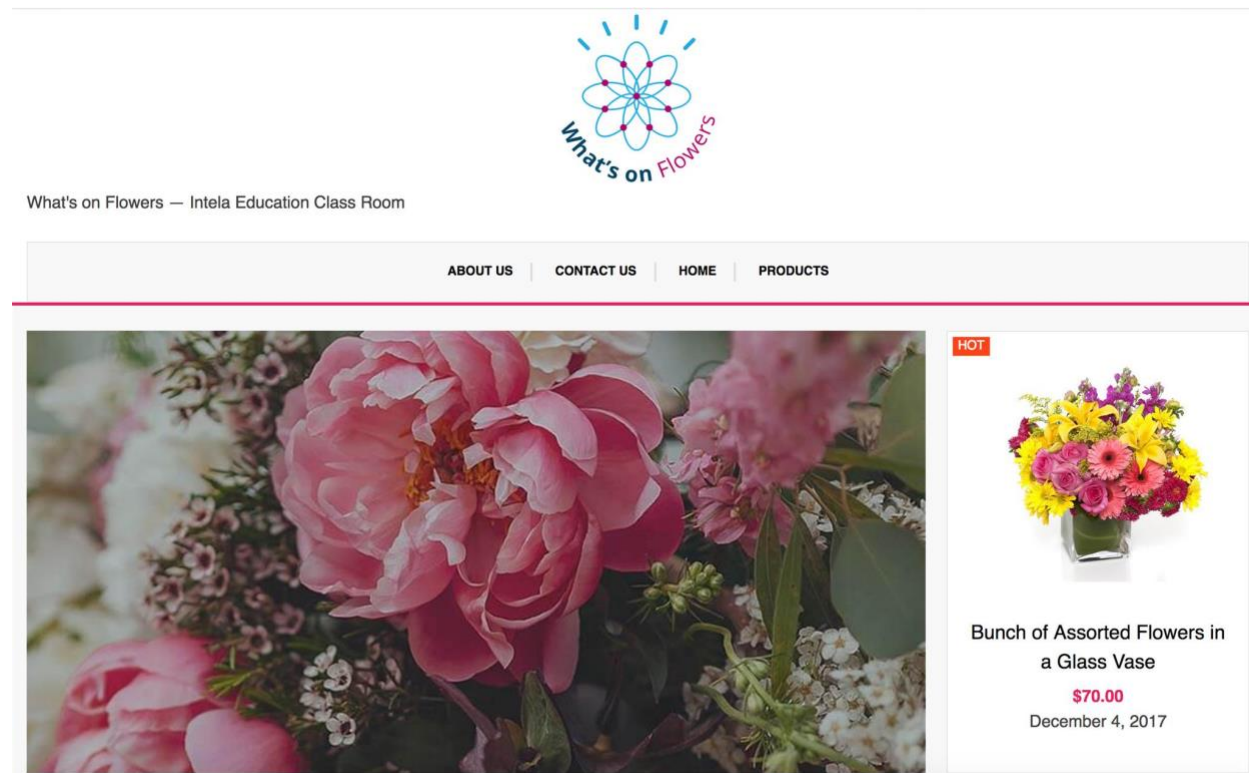 What's on Flowers
What's on Flowers — Intela Education Class Room
ABOUT US CONTACT US HOME PRODUCTS
HOT
Bunch of Assorted Flowers in
a Glass Vase
$70.00
December 4, 2017